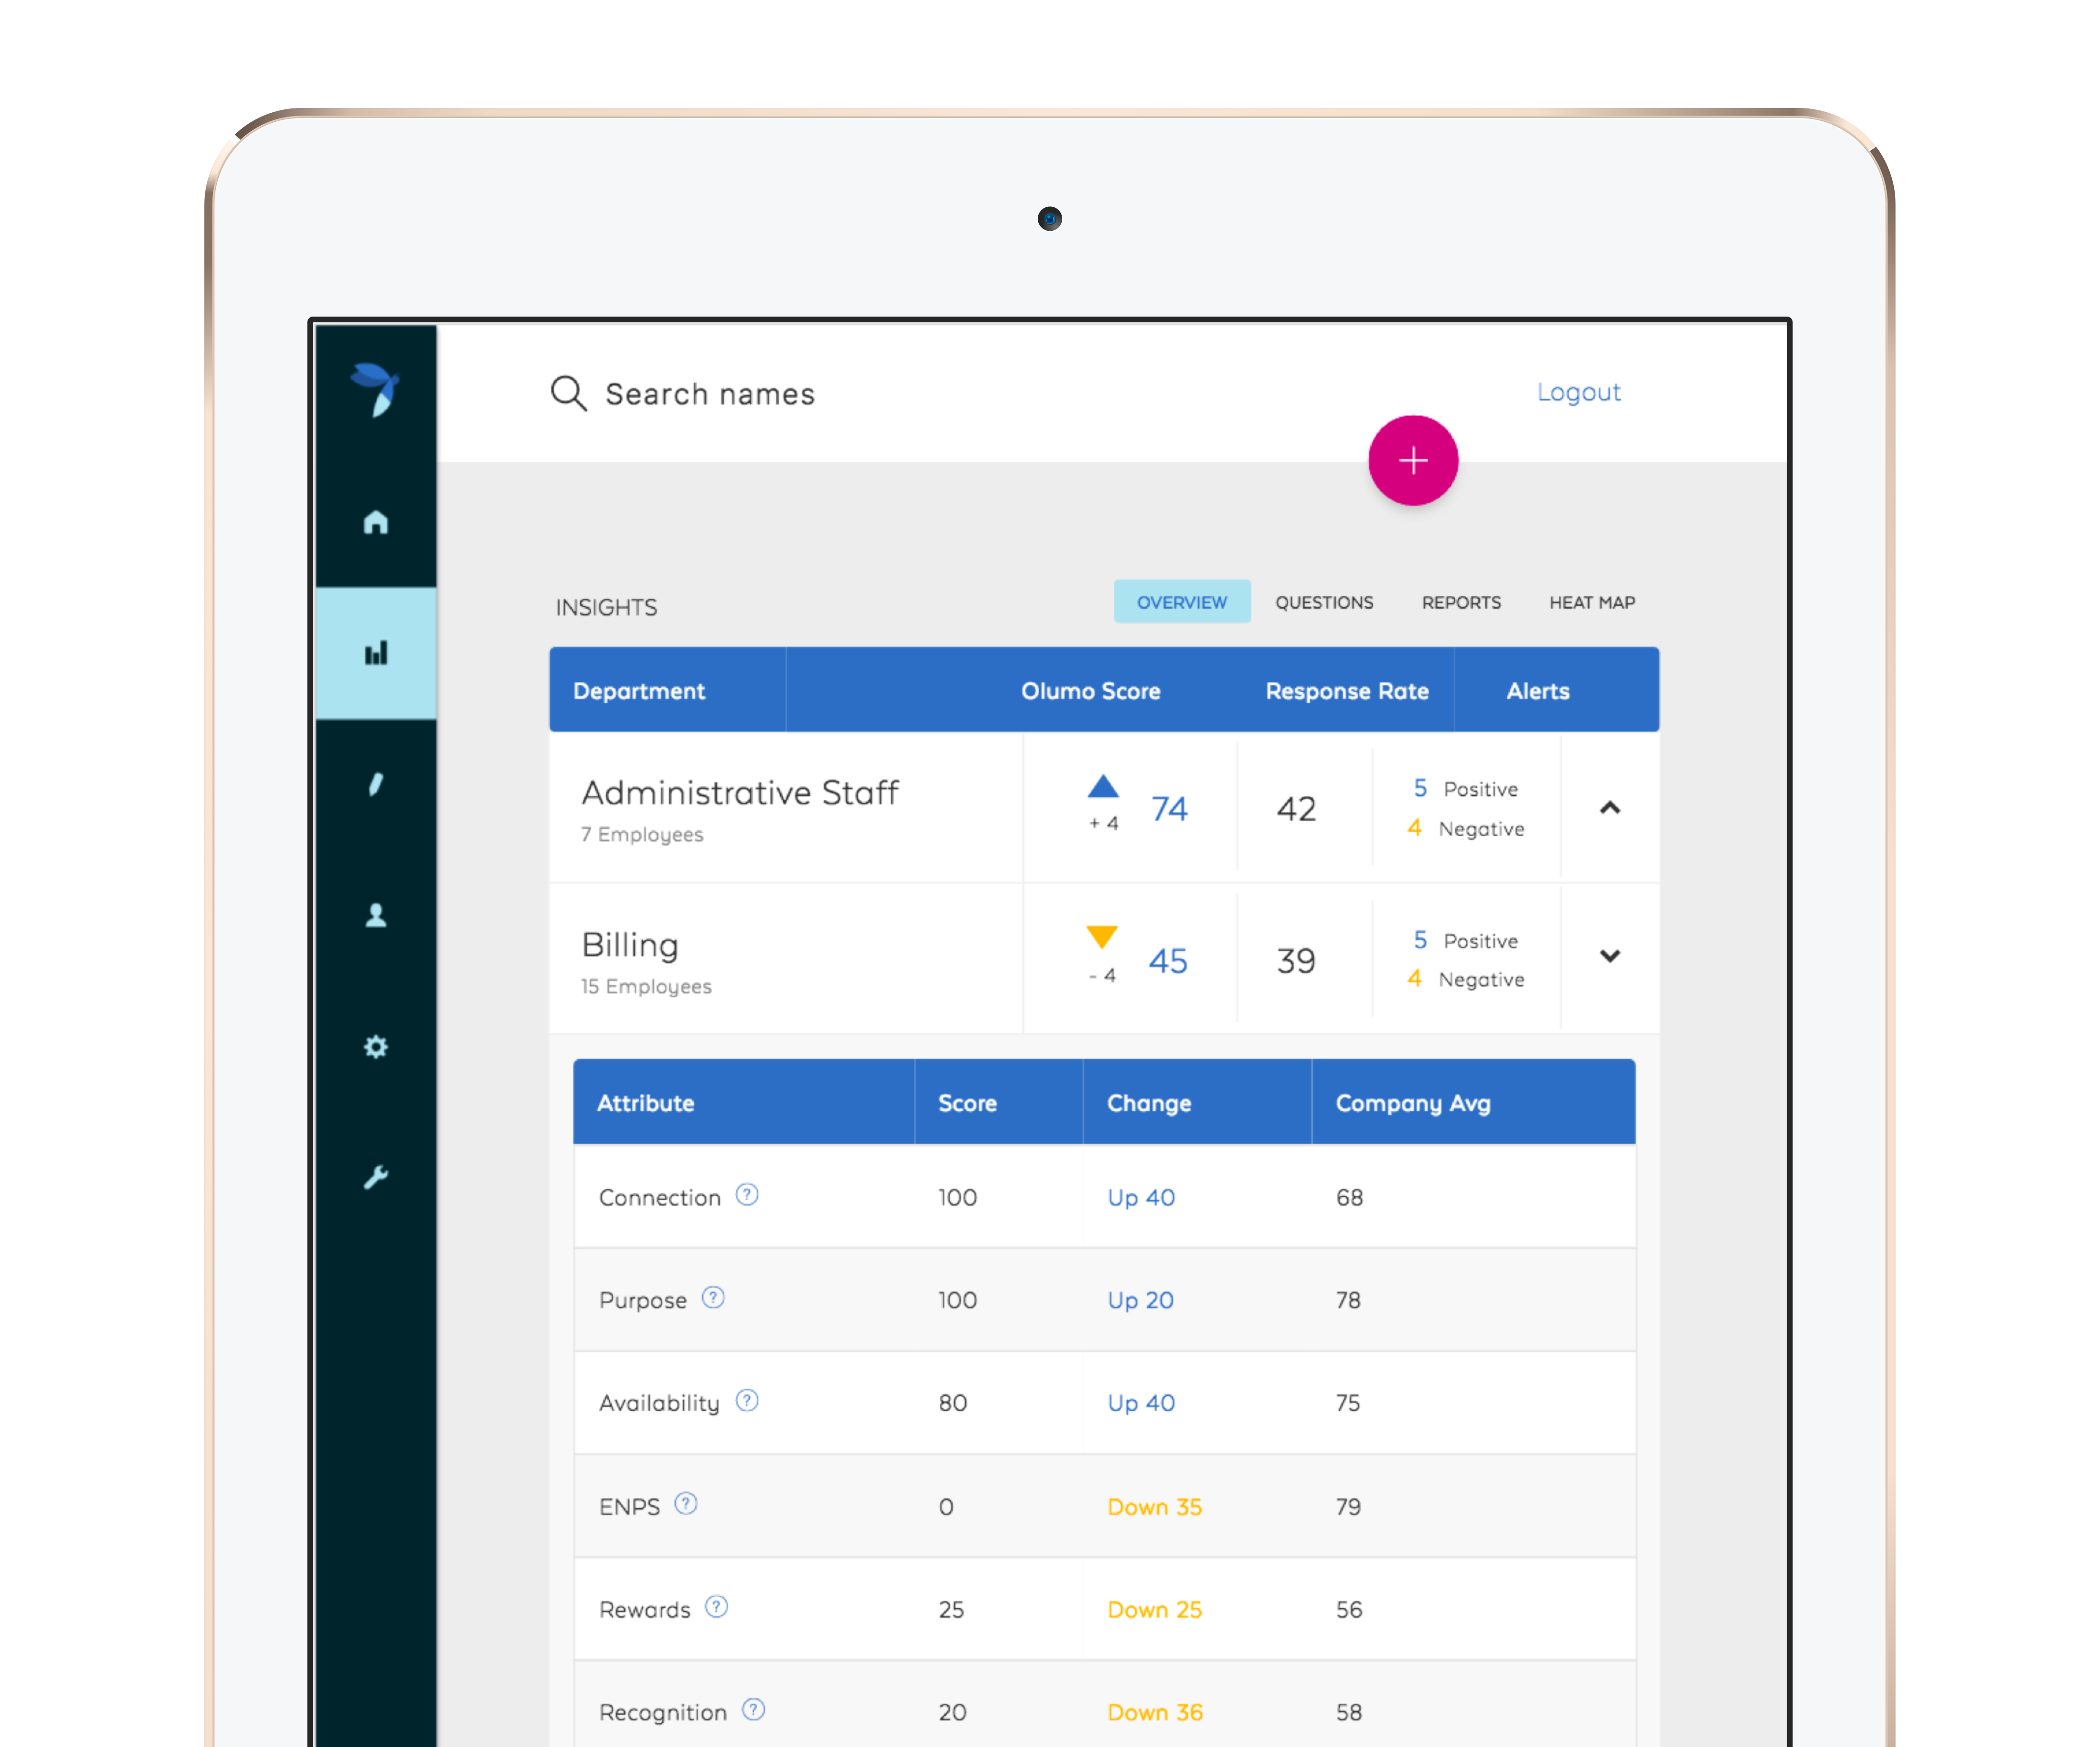 Search names
Logout
+
INSIGHTS
OVERVIEW QUESTIONS REPORTS HEAT MAP
Department Olumo Score Response Rate Alerts
Administrative Staff
7 Employees
+ 4
74
42
5 Positive
4 Negative
Billing
15 Employees
- 4
45
39
5 Positive
4 Negative
Attribute Score Change Company Avg
Connection ? 100 Up 40 68
Purpose ? 100 Up 20 78
Availability ? 80 Up 40 75
ENPS ? 0 Down 35 79
Rewards ? 25 Down 25 56
Recognition ? 20 Down 36 58